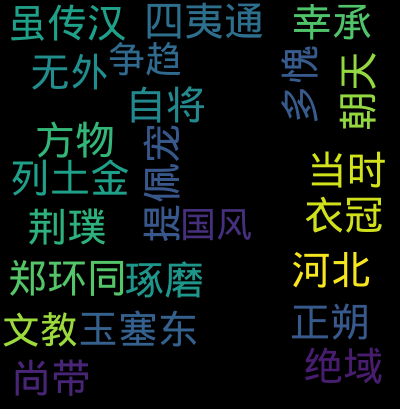 虽传汉
四夷通
幸承
无外
争趋
多愧
朝天
自将
方物
佩宠
列土金
当时
提
衣冠
荆璞
国风
郑环同
琢磨
河北
文教
玉塞东
正朔
尚带
绝域